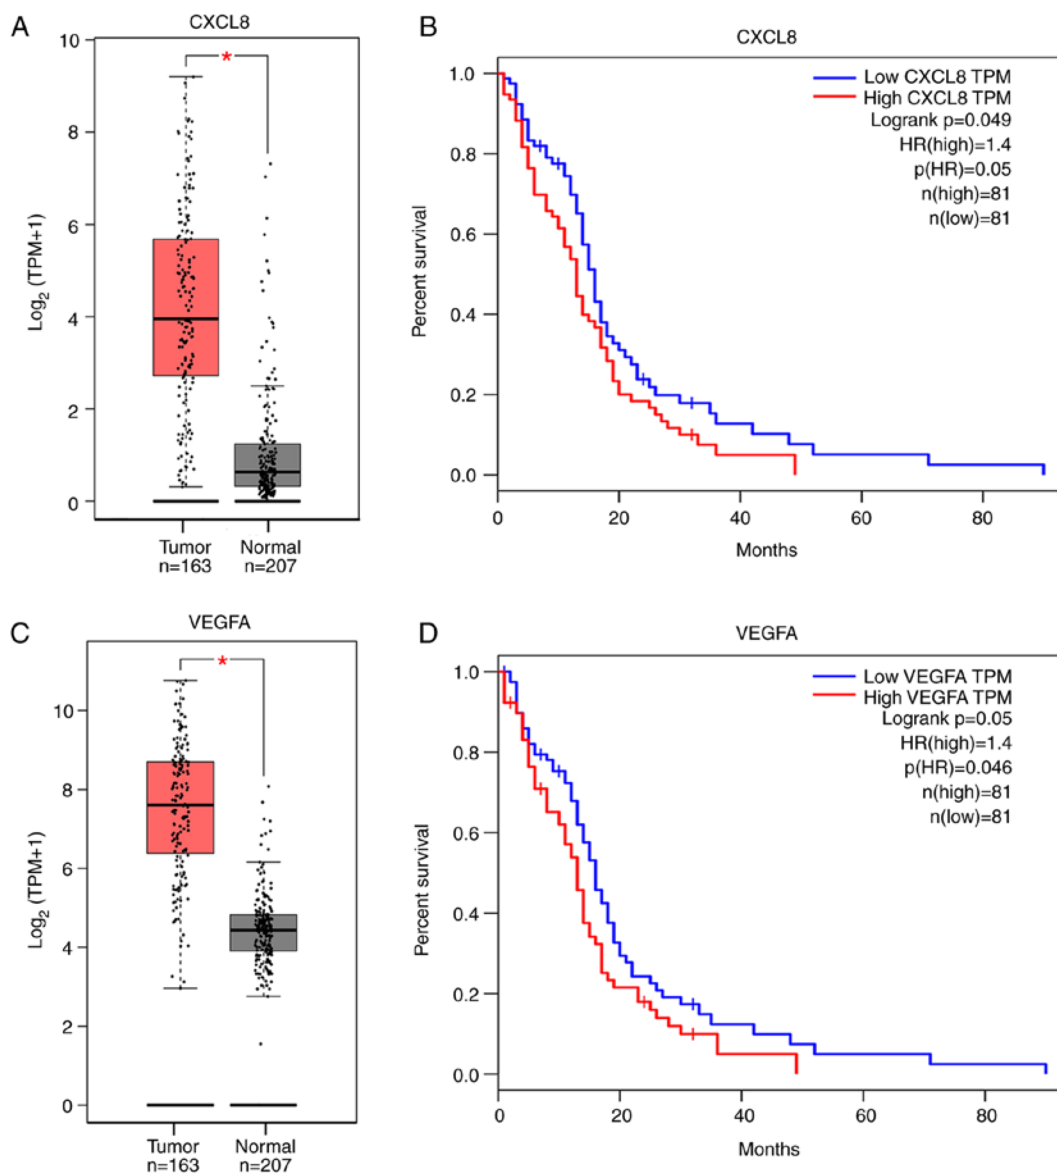 A
CXCL8
10
8
6
4
2
0
Log2 (TPM+1)
*
Tumor
n=163
Normal
n=207
B
CXCL8
1.0
0.8
0.6
0.4
0.2
0.0
Percent survival
Low CXCL8 TPM
High CXCL8 TPM
Logrank p=0.049
HR(high)=1.4
p(HR)=0.05
n(high)=81
n(low)=81
0 20 40 60 80
Months
C
VEGFA
10
8
6
4
2
0
Log2 (TPM+1)
*
Tumor
n=163
Normal
n=207
D
VEGFA
1.0
0.8
0.6
0.4
0.2
0.0
Percent survival
Low VEGFA TPM
High VEGFA TPM
Logrank p=0.05
HR(high)=1.4
p(HR)=0.046
n(high)=81
n(low)=81
0 20 40 60 80
Months